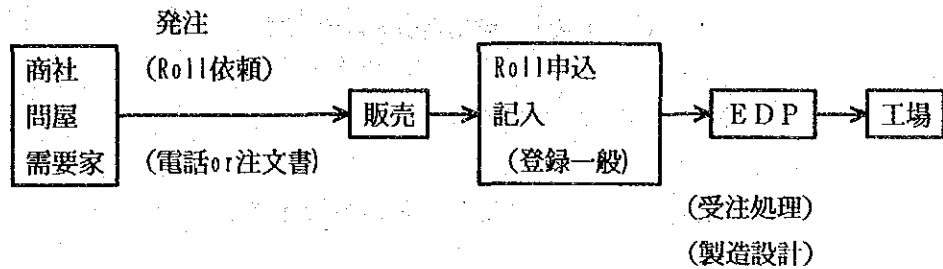 発注
商社
問屋
需要家
(Roll依頼)
(電話or注文書)
販売
Roll申込
記入
(登録一般)
EDP
工場
(受注処理)
(製造設計)